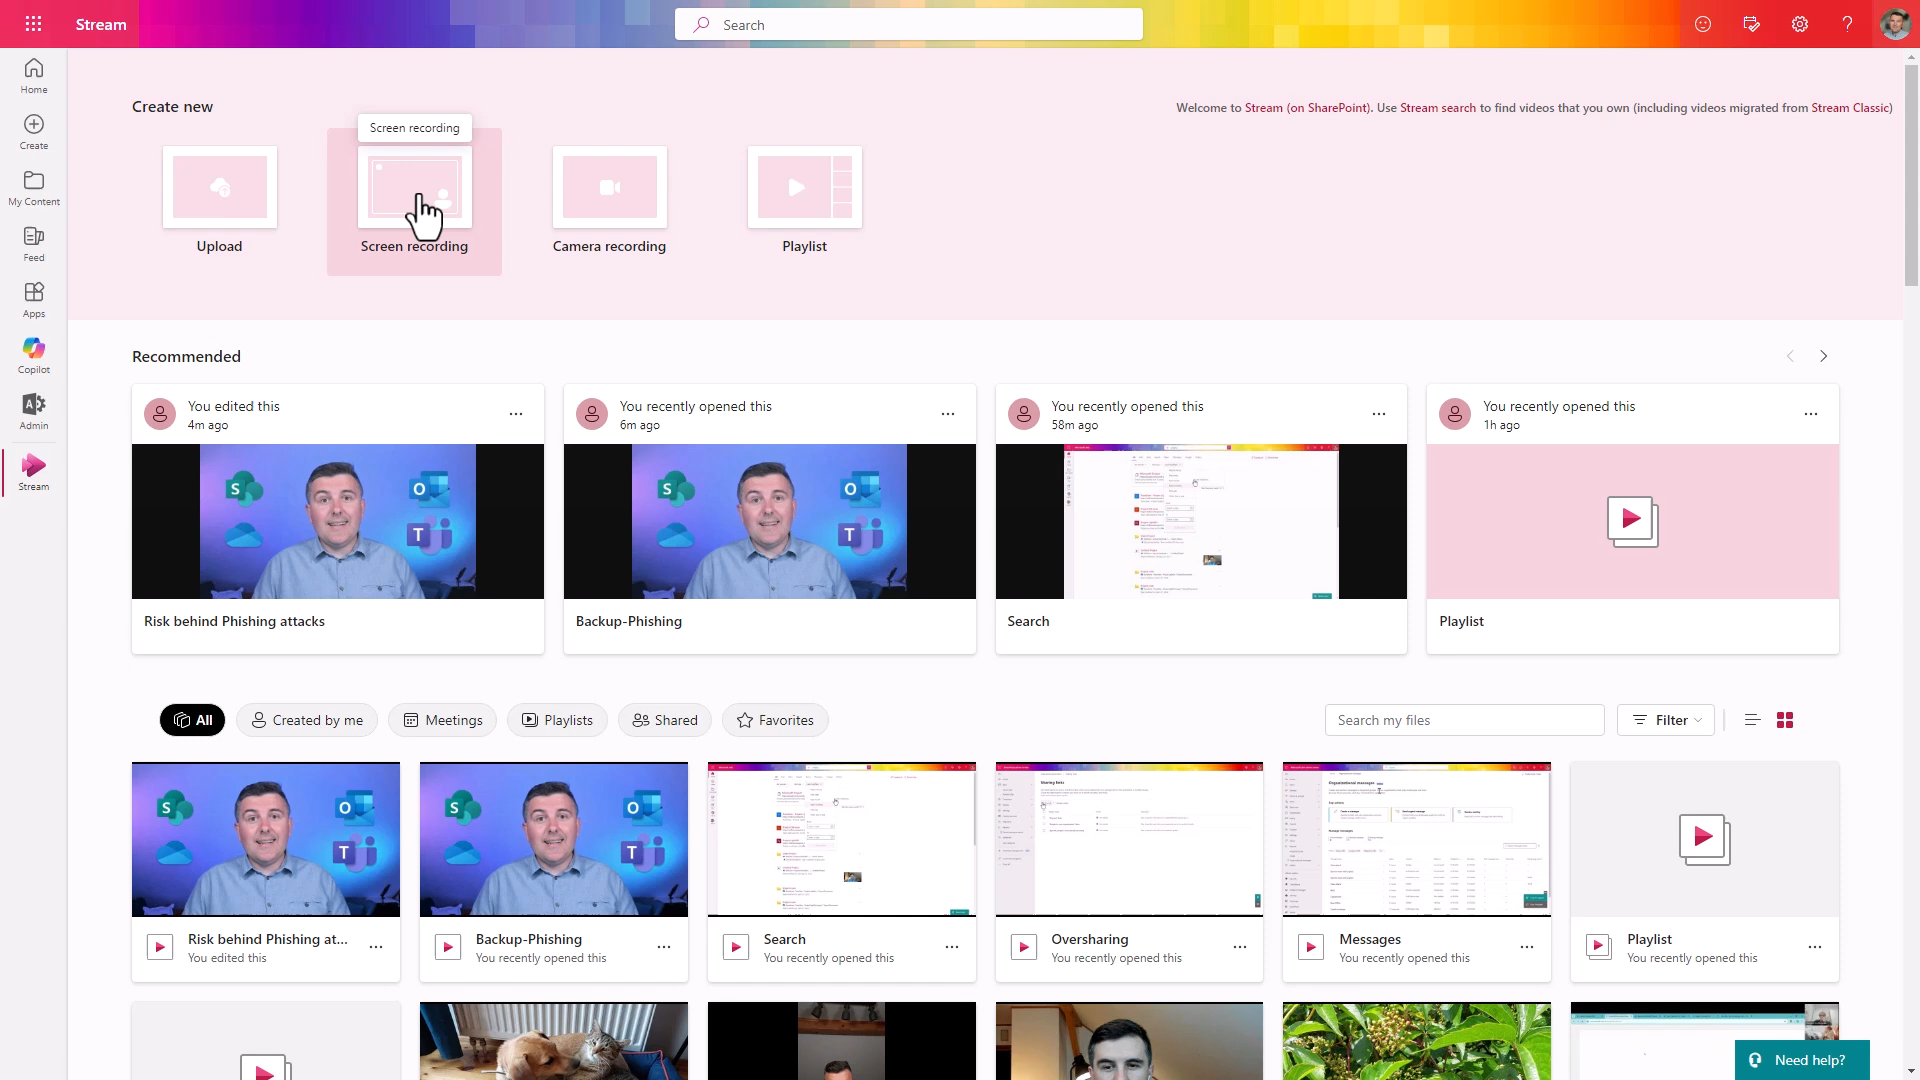 Stream
Search
Home
Create
My Content
Feed
Apps
Copilot
Admin
Stream
Create new
Welcome to Stream (on SharePoint). Use Stream search to find videos that you own (including videos migrated from Stream Classic)
Screen recording
Upload
Screen recording
Camera recording
Playlist
Recommended
You edited this
4m ago
You recently opened this
6m ago
You recently opened this
58m ago
You recently opened this
1h ago
S
O
T
S
O
T
Risk behind Phishing attacks
Backup-Phishing
Search
Playlist
All
Created by me
Meetings
Playlists
Shared
Favorites
Search my files
Filter
S
O
T
S
O
T
Sharing links
Organizational messages
Risk behind Phishing at...
You edited this
Backup-Phishing
You recently opened this
Search
You recently opened this
Oversharing
You recently opened this
Messages
You recently opened this
Playlist
You recently opened this
Need help?